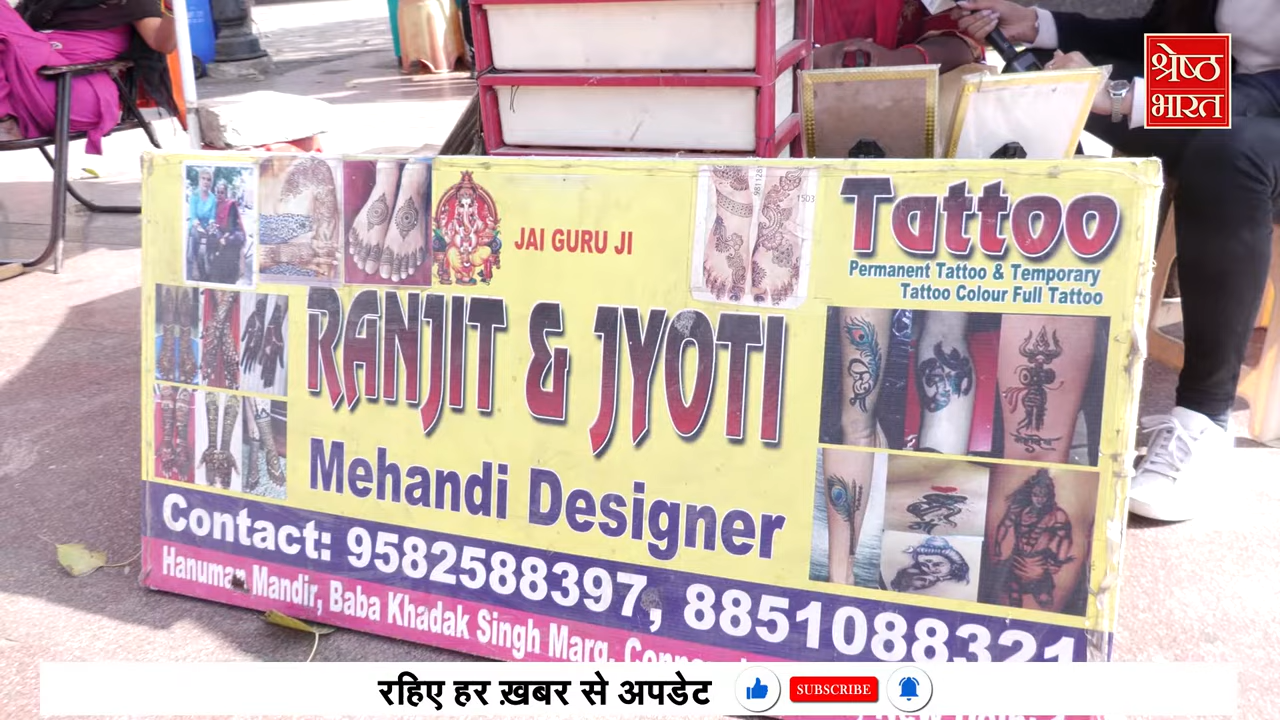 श्रेष्ठ
भारत
JAI GURU JI
Tattoo
Permanent Tattoo & Temporary
Tattoo Colour Full Tattoo
1503
RANJIT & JYOTI
Mehandi Designer
Contact: 9582588397, 8851088321
Hanuman Mandir, Baba Khadak Singh Marg,
रहिए हर ख़बर से अपडेट
SUBSCRIBE